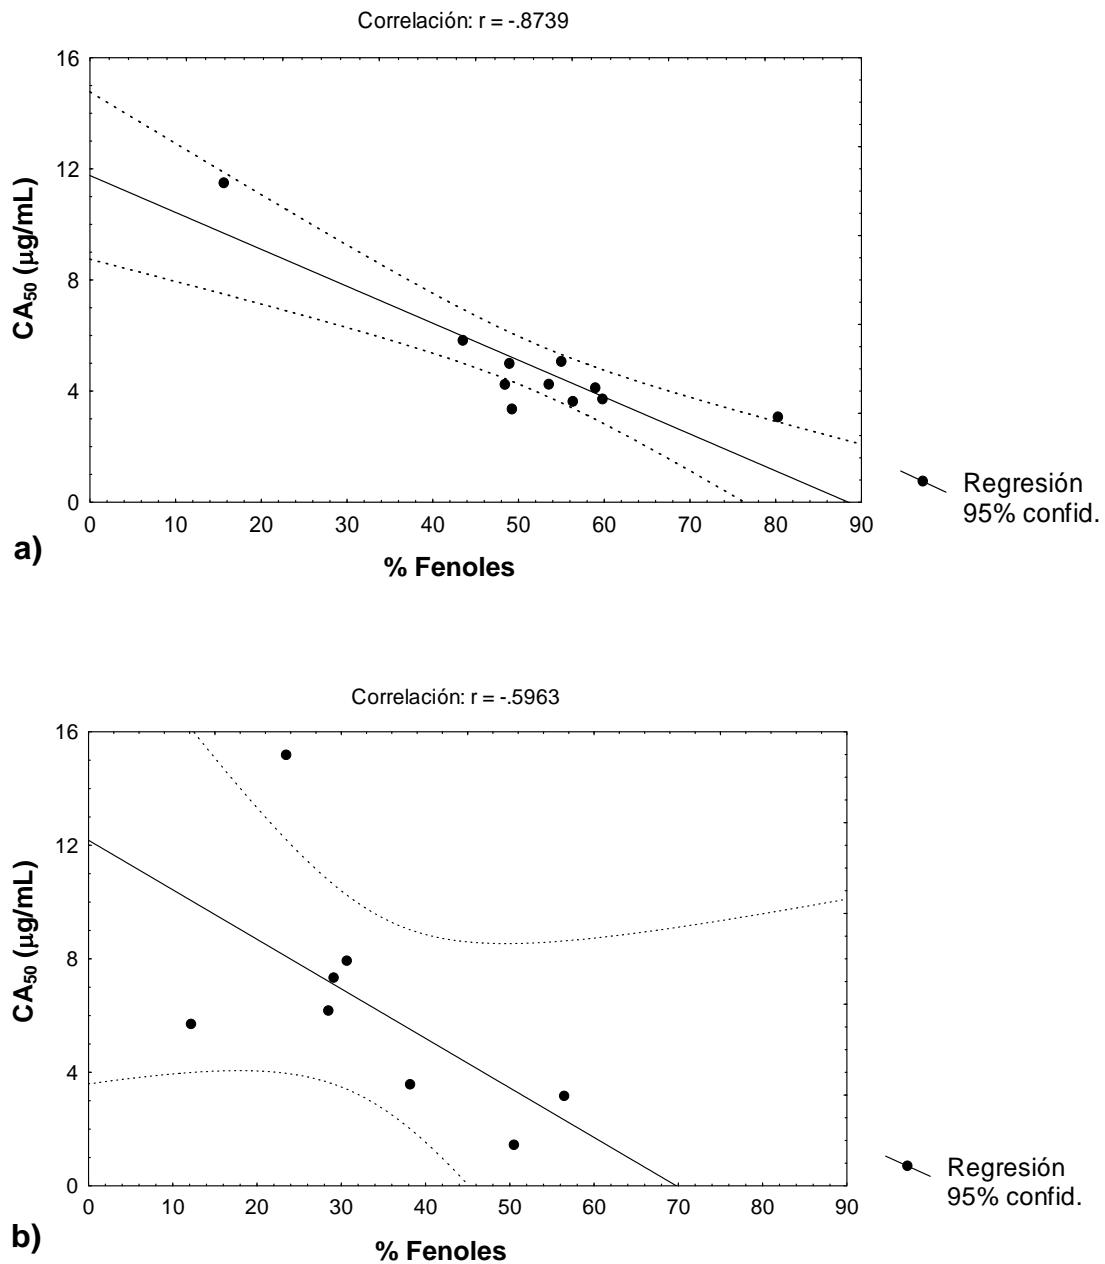 Correlación: r = -.8739
16
12
8
4
0
CA₅₀ (µg/mL)
0 10 20 30 40 50 60 70 80 90
% Fenoles
a)
Regresión
95% confid.
Correlación: r = -.5963
16
12
8
4
0
CA₅₀ (µg/mL)
0 10 20 30 40 50 60 70 80 90
% Fenoles
b)
Regresión
95% confid.